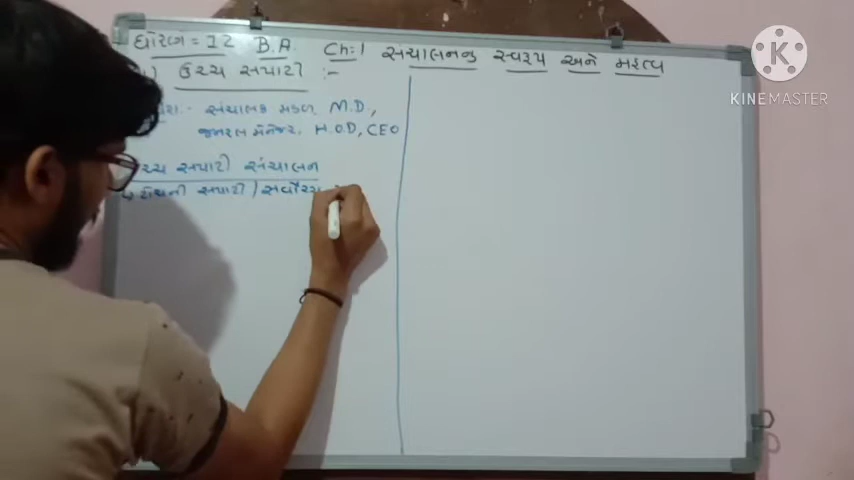 ધોરણ = 12 B.A. Ch:1 સંચાલનનુ સ્વરૂપ અને મહત્વ
ઉચ્ચ સપાટી :-
સંચાલક મંડળ, M.D.,
જનરલ મેનેજર, H.O.D, CEO
ઉચ્ચ સપાટી સંચાલન
ટોચની સપાટી / સર્વોચ્ચ
K
KINEMASTER